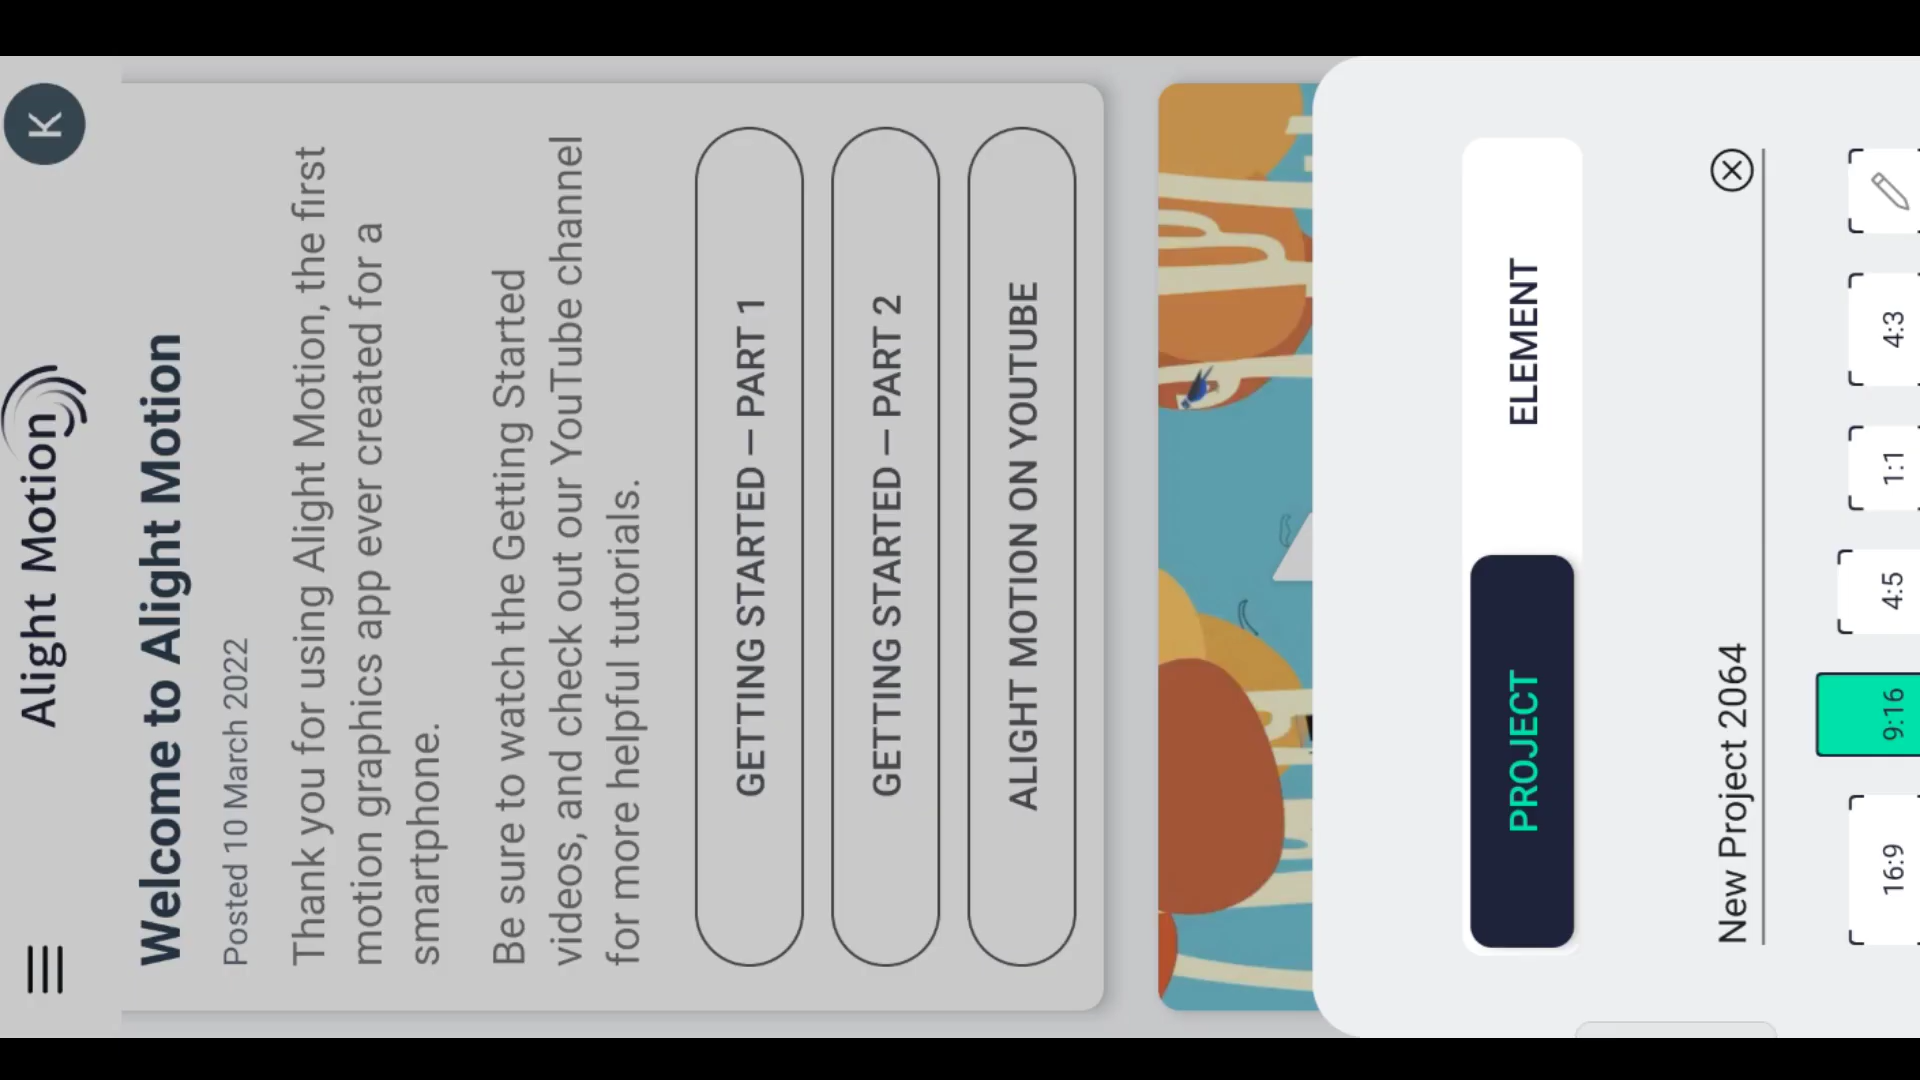 Alight Motion
K
Welcome to Alight Motion
Posted 10 March 2022
Thank you for using Alight Motion, the first
motion graphics app ever created for a
smartphone.
Be sure to watch the Getting Started
videos, and check out our YouTube channel
for more helpful tutorials.
GETTING STARTED – PART 1
GETTING STARTED – PART 2
ALIGHT MOTION ON YOUTUBE
PROJECT ELEMENT
New Project 2064
16:9 9:16 4:5 1:1 4:3